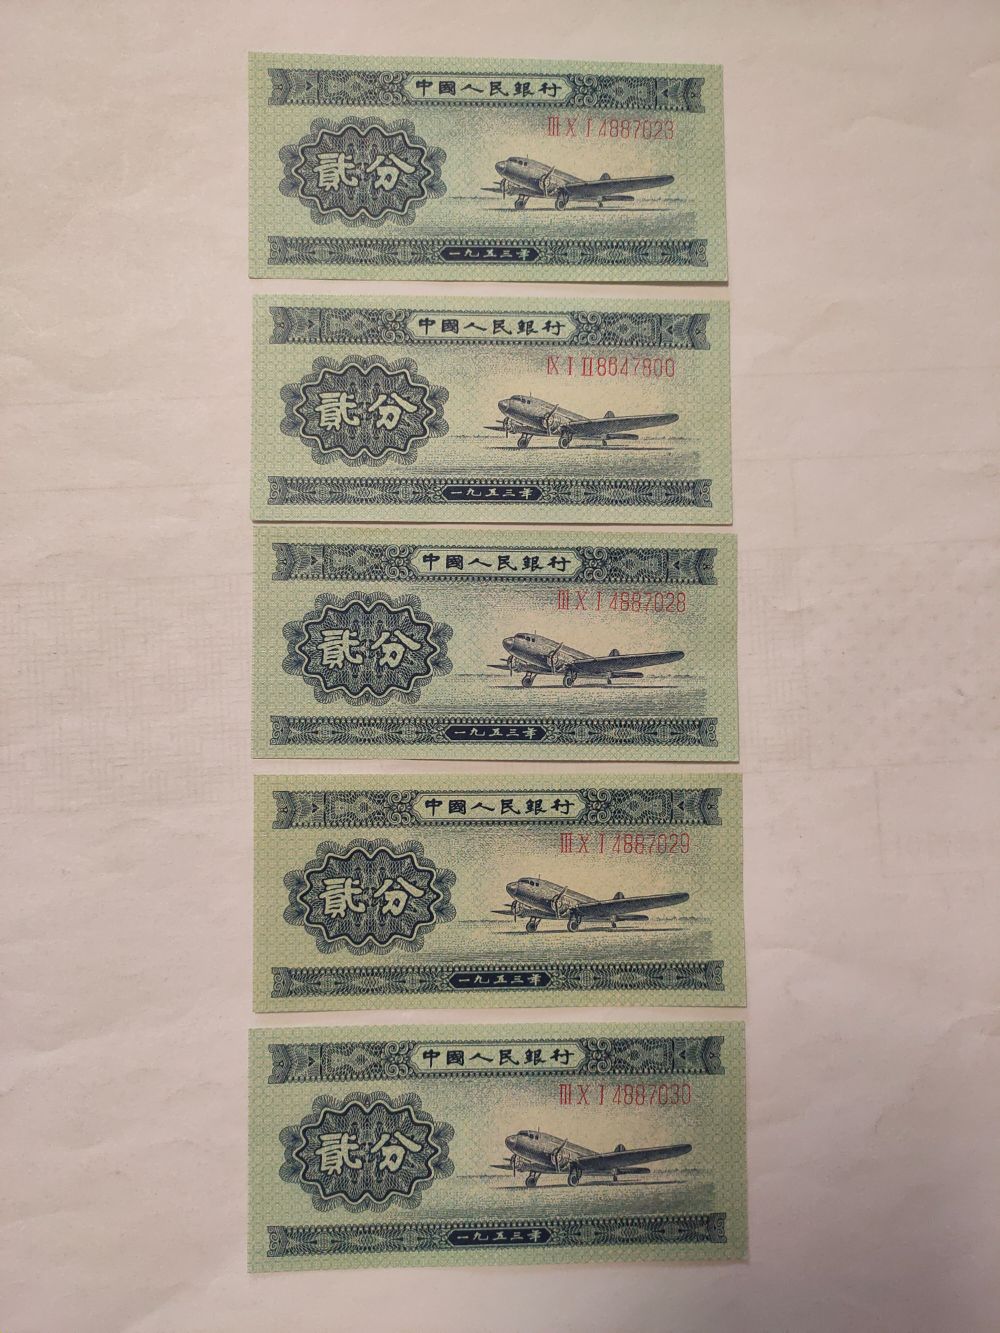 中國人民銀行
III X I 4887023
貳分
一九五三年
中國人民銀行
IX I II 8647800
貳分
一九五三年
中國人民銀行
III X I 4887028
貳分
一九五三年
中國人民銀行
III X I 4887029
貳分
一九五三年
中國人民銀行
III X I 4887030
貳分
一九五三年